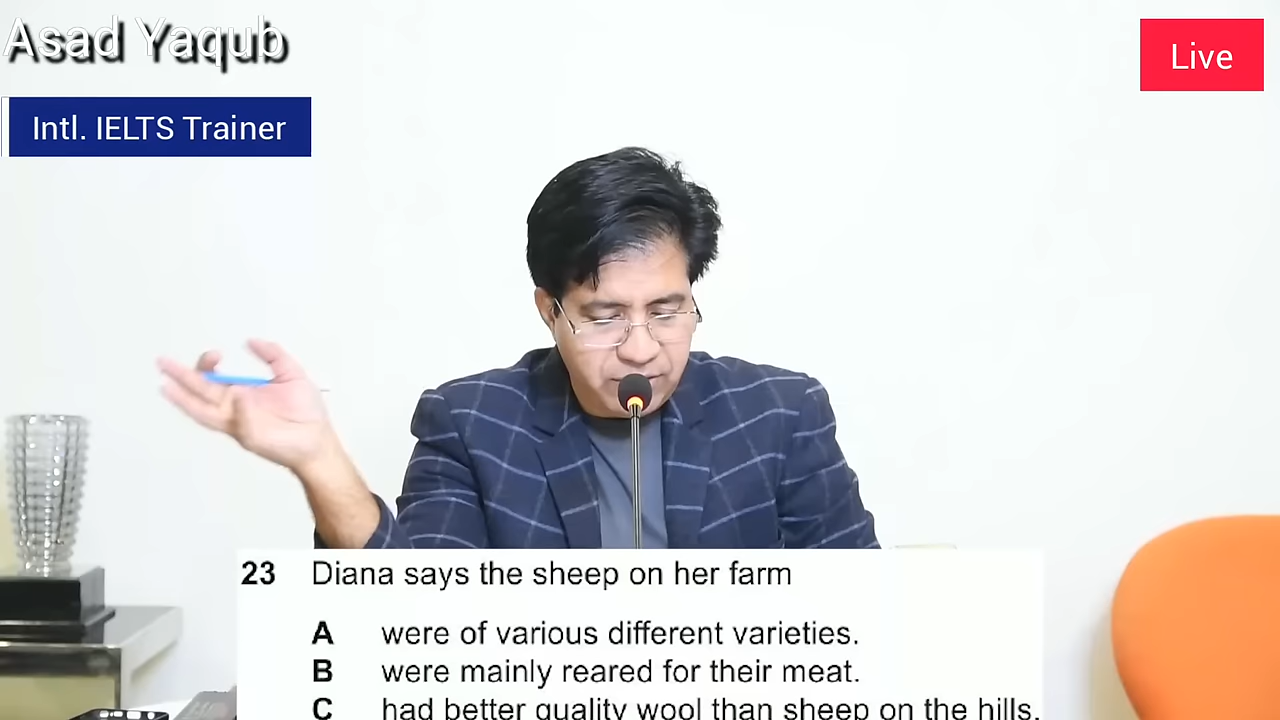 Asad Yaqub
Live
Intl. IELTS Trainer
23 Diana says the sheep on her farm
A were of various different varieties.
B were mainly reared for their meat.
C had better quality wool than sheep on the hills.